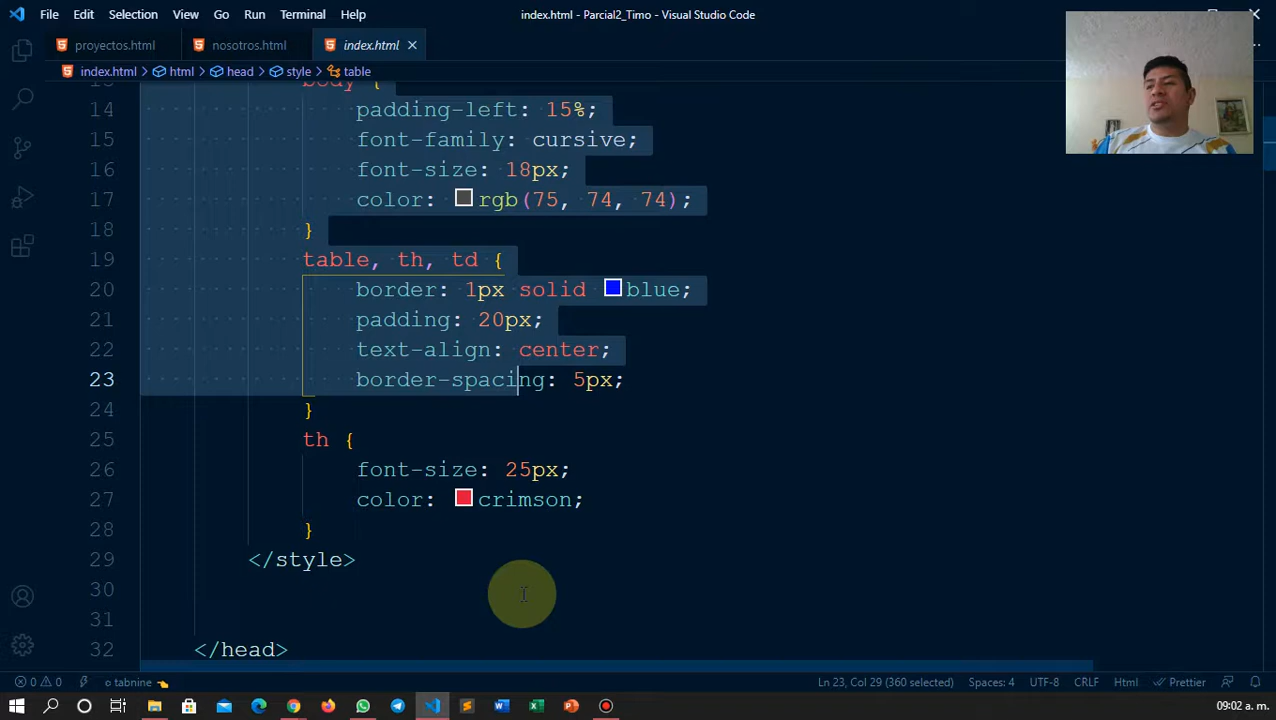 File Edit Selection View Go Run Terminal Help
index.html - Parcial2_Timo - Visual Studio Code
proyectos.html nosotros.html index.html
index.html > html > head > style > table
body {
14 padding-left: 15%;
15 font-family: cursive;
16 font-size: 18px;
17 color: rgb(75, 74, 74);
18 }
19 table, th, td {
20 border: 1px solid blue;
21 padding: 20px;
22 text-align: center;
23 border-spacing: 5px;
24 }
25 th {
26 font-size: 25px;
27 color: crimson;
28 }
29 </style>
30
31
32 </head>
0 0 tabnine Ln 23, Col 29 (360 selected) Spaces: 4 UTF-8 CRLF Html Prettier
09:02 a. m.